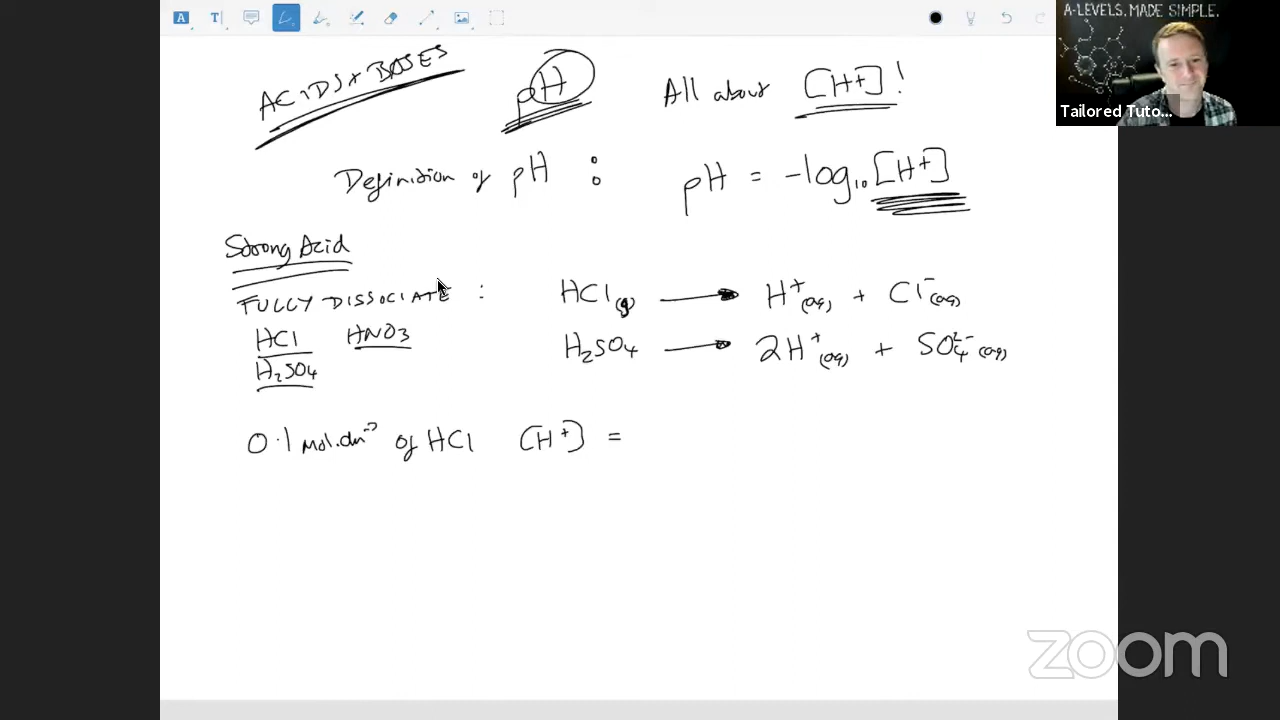 A-LEVELS. MADE SIMPLE.
Tailored Tuto...
ACIDS + BASES pH All about [H+]!
Definition of pH : pH = -log₁₀[H+]
Strong Acid
FULLY DISSOCIATE : HCl(g) → H⁺(aq) + Cl⁻(aq)
HCl HNO3 H₂SO₄ → 2H⁺(aq) + SO₄²⁻(aq)
H₂SO₄
0.1 mol.dm⁻³ of HCl [H⁺] =
zoom